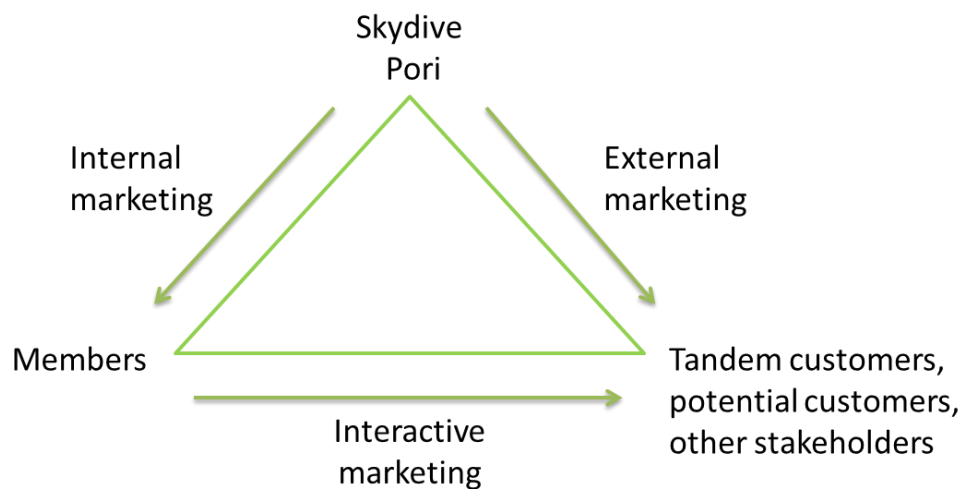 Skydive
Pori
Internal
marketing
External
marketing
Members
Tandem customers,
potential customers,
other stakeholders
Interactive
marketing